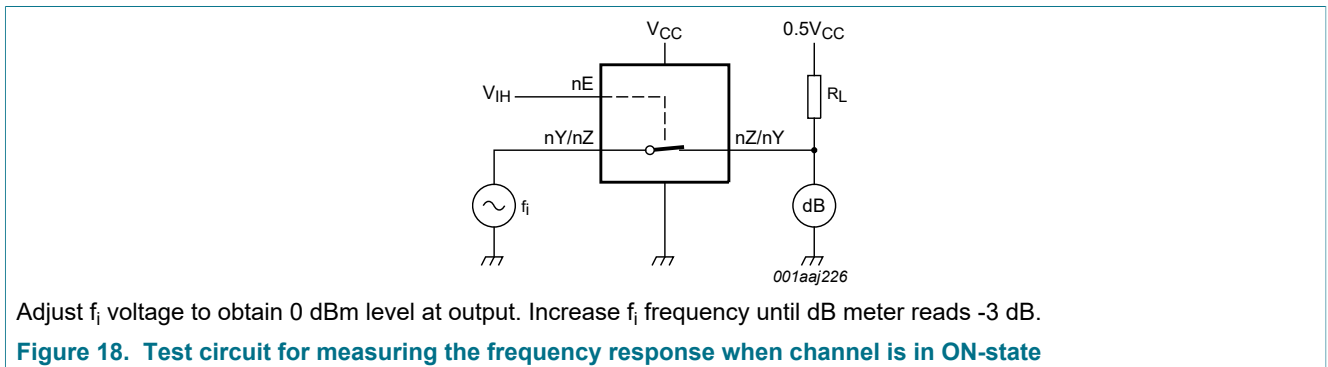 VCC
0.5VCC
VIH
nE
RL
nY/nZ
nZ/nY
fi
dB
001aaj226
Adjust fi voltage to obtain 0 dBm level at output. Increase fi frequency until dB meter reads -3 dB.
Figure 18. Test circuit for measuring the frequency response when channel is in ON-state